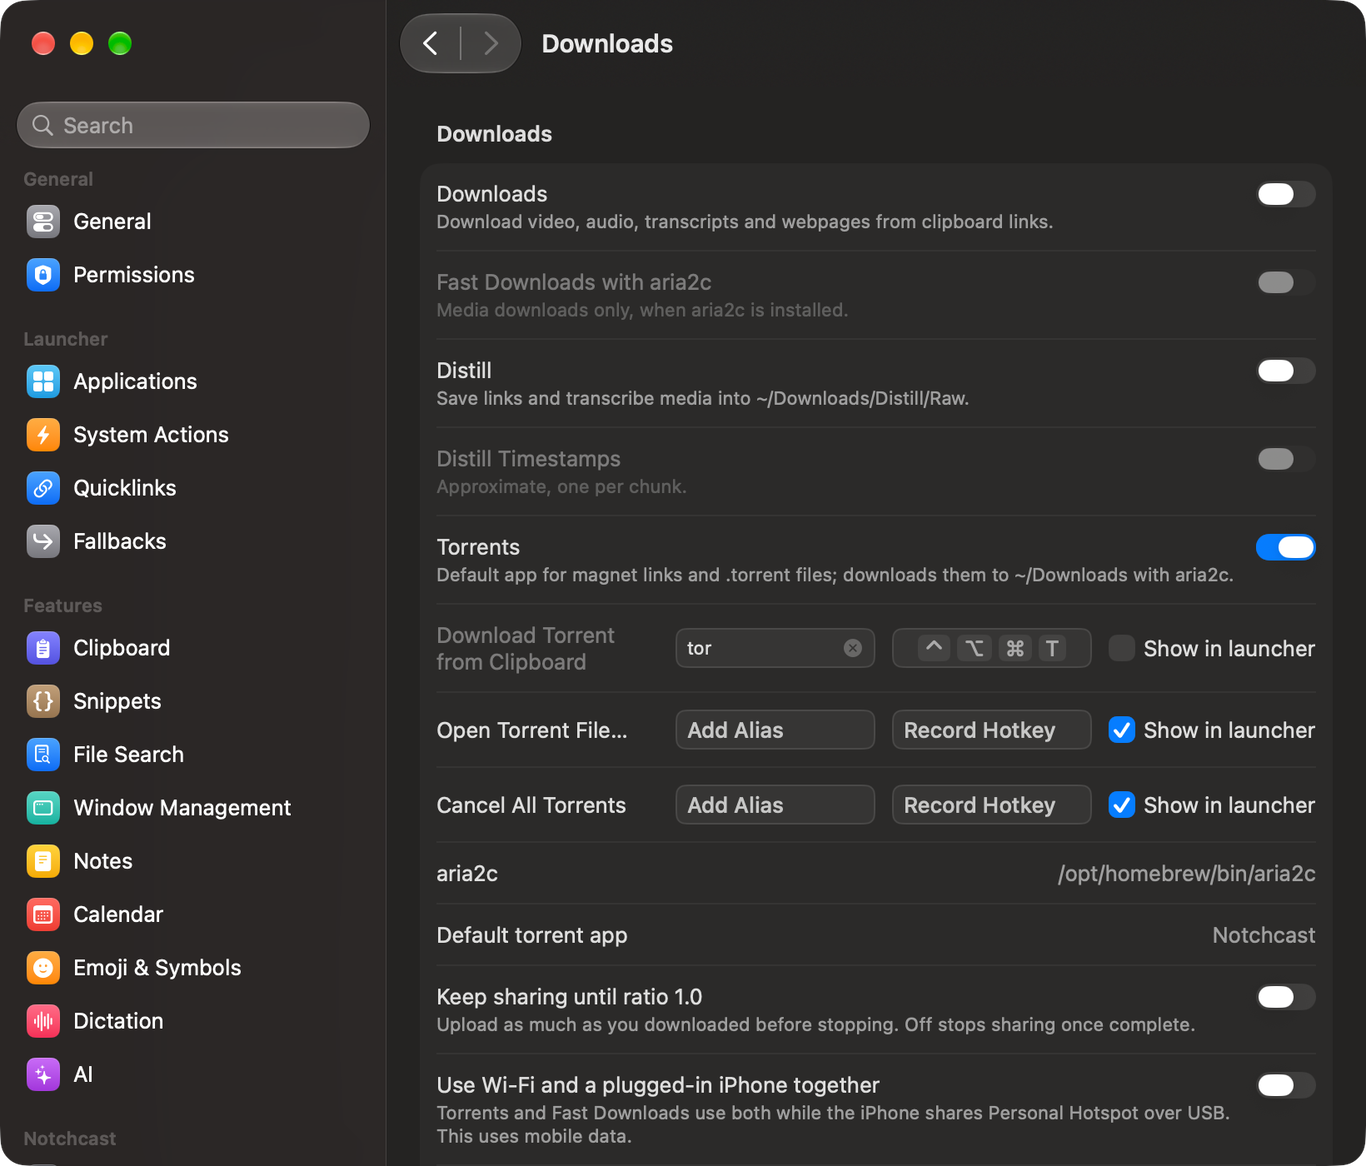 Downloads
Search
General
General
Permissions
Launcher
Applications
System Actions
Quicklinks
Fallbacks
Features
Clipboard
Snippets
File Search
Window Management
Notes
Calendar
Emoji & Symbols
Dictation
AI
Notchcast
Downloads
Downloads
Download video, audio, transcripts and webpages from clipboard links.
Fast Downloads with aria2c
Media downloads only, when aria2c is installed.
Distill
Save links and transcribe media into ~/Downloads/Distill/Raw.
Distill Timestamps
Approximate, one per chunk.
Torrents
Default app for magnet links and .torrent files; downloads them to ~/Downloads with aria2c.
Download Torrent
from Clipboard
tor
⌃ ⌥ ⌘ T
Show in launcher
Open Torrent File...
Add Alias
Record Hotkey
Show in launcher
Cancel All Torrents
Add Alias
Record Hotkey
Show in launcher
aria2c
/opt/homebrew/bin/aria2c
Default torrent app
Notchcast
Keep sharing until ratio 1.0
Upload as much as you downloaded before stopping. Off stops sharing once complete.
Use Wi-Fi and a plugged-in iPhone together
Torrents and Fast Downloads use both while the iPhone shares Personal Hotspot over USB.
This uses mobile data.